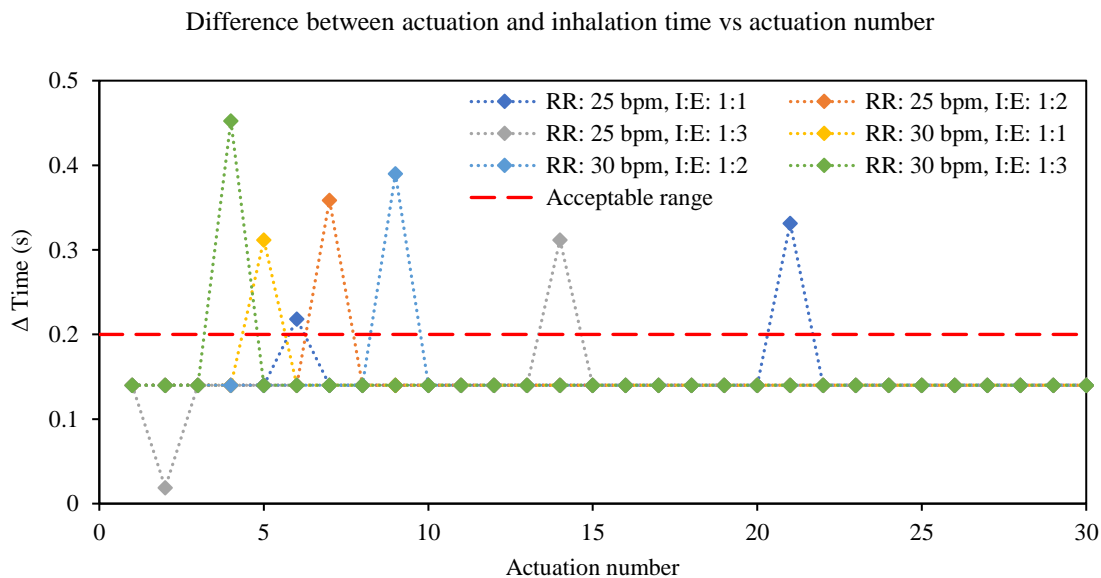 Difference between actuation and inhalation time vs actuation number
0.5
0.4
0.3
0.2
0.1
0
Δ Time (s)
RR: 25 bpm, I:E: 1:1
RR: 25 bpm, I:E: 1:2
RR: 25 bpm, I:E: 1:3
RR: 30 bpm, I:E: 1:1
RR: 30 bpm, I:E: 1:2
RR: 30 bpm, I:E: 1:3
Acceptable range
0 5 10 15 20 25 30
Actuation number